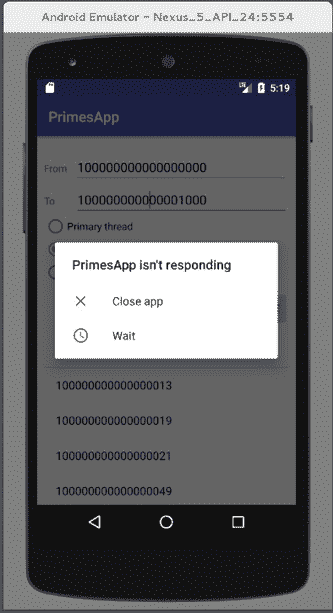 Android Emulator - Nexus_5_API_24:5554
LTE 5:19
PrimesApp
From 100000000000000000
To 100000000000001000
Primary thread
PrimesApp isn't responding
Close app
Wait
100000000000000013
100000000000000019
100000000000000021
100000000000000049